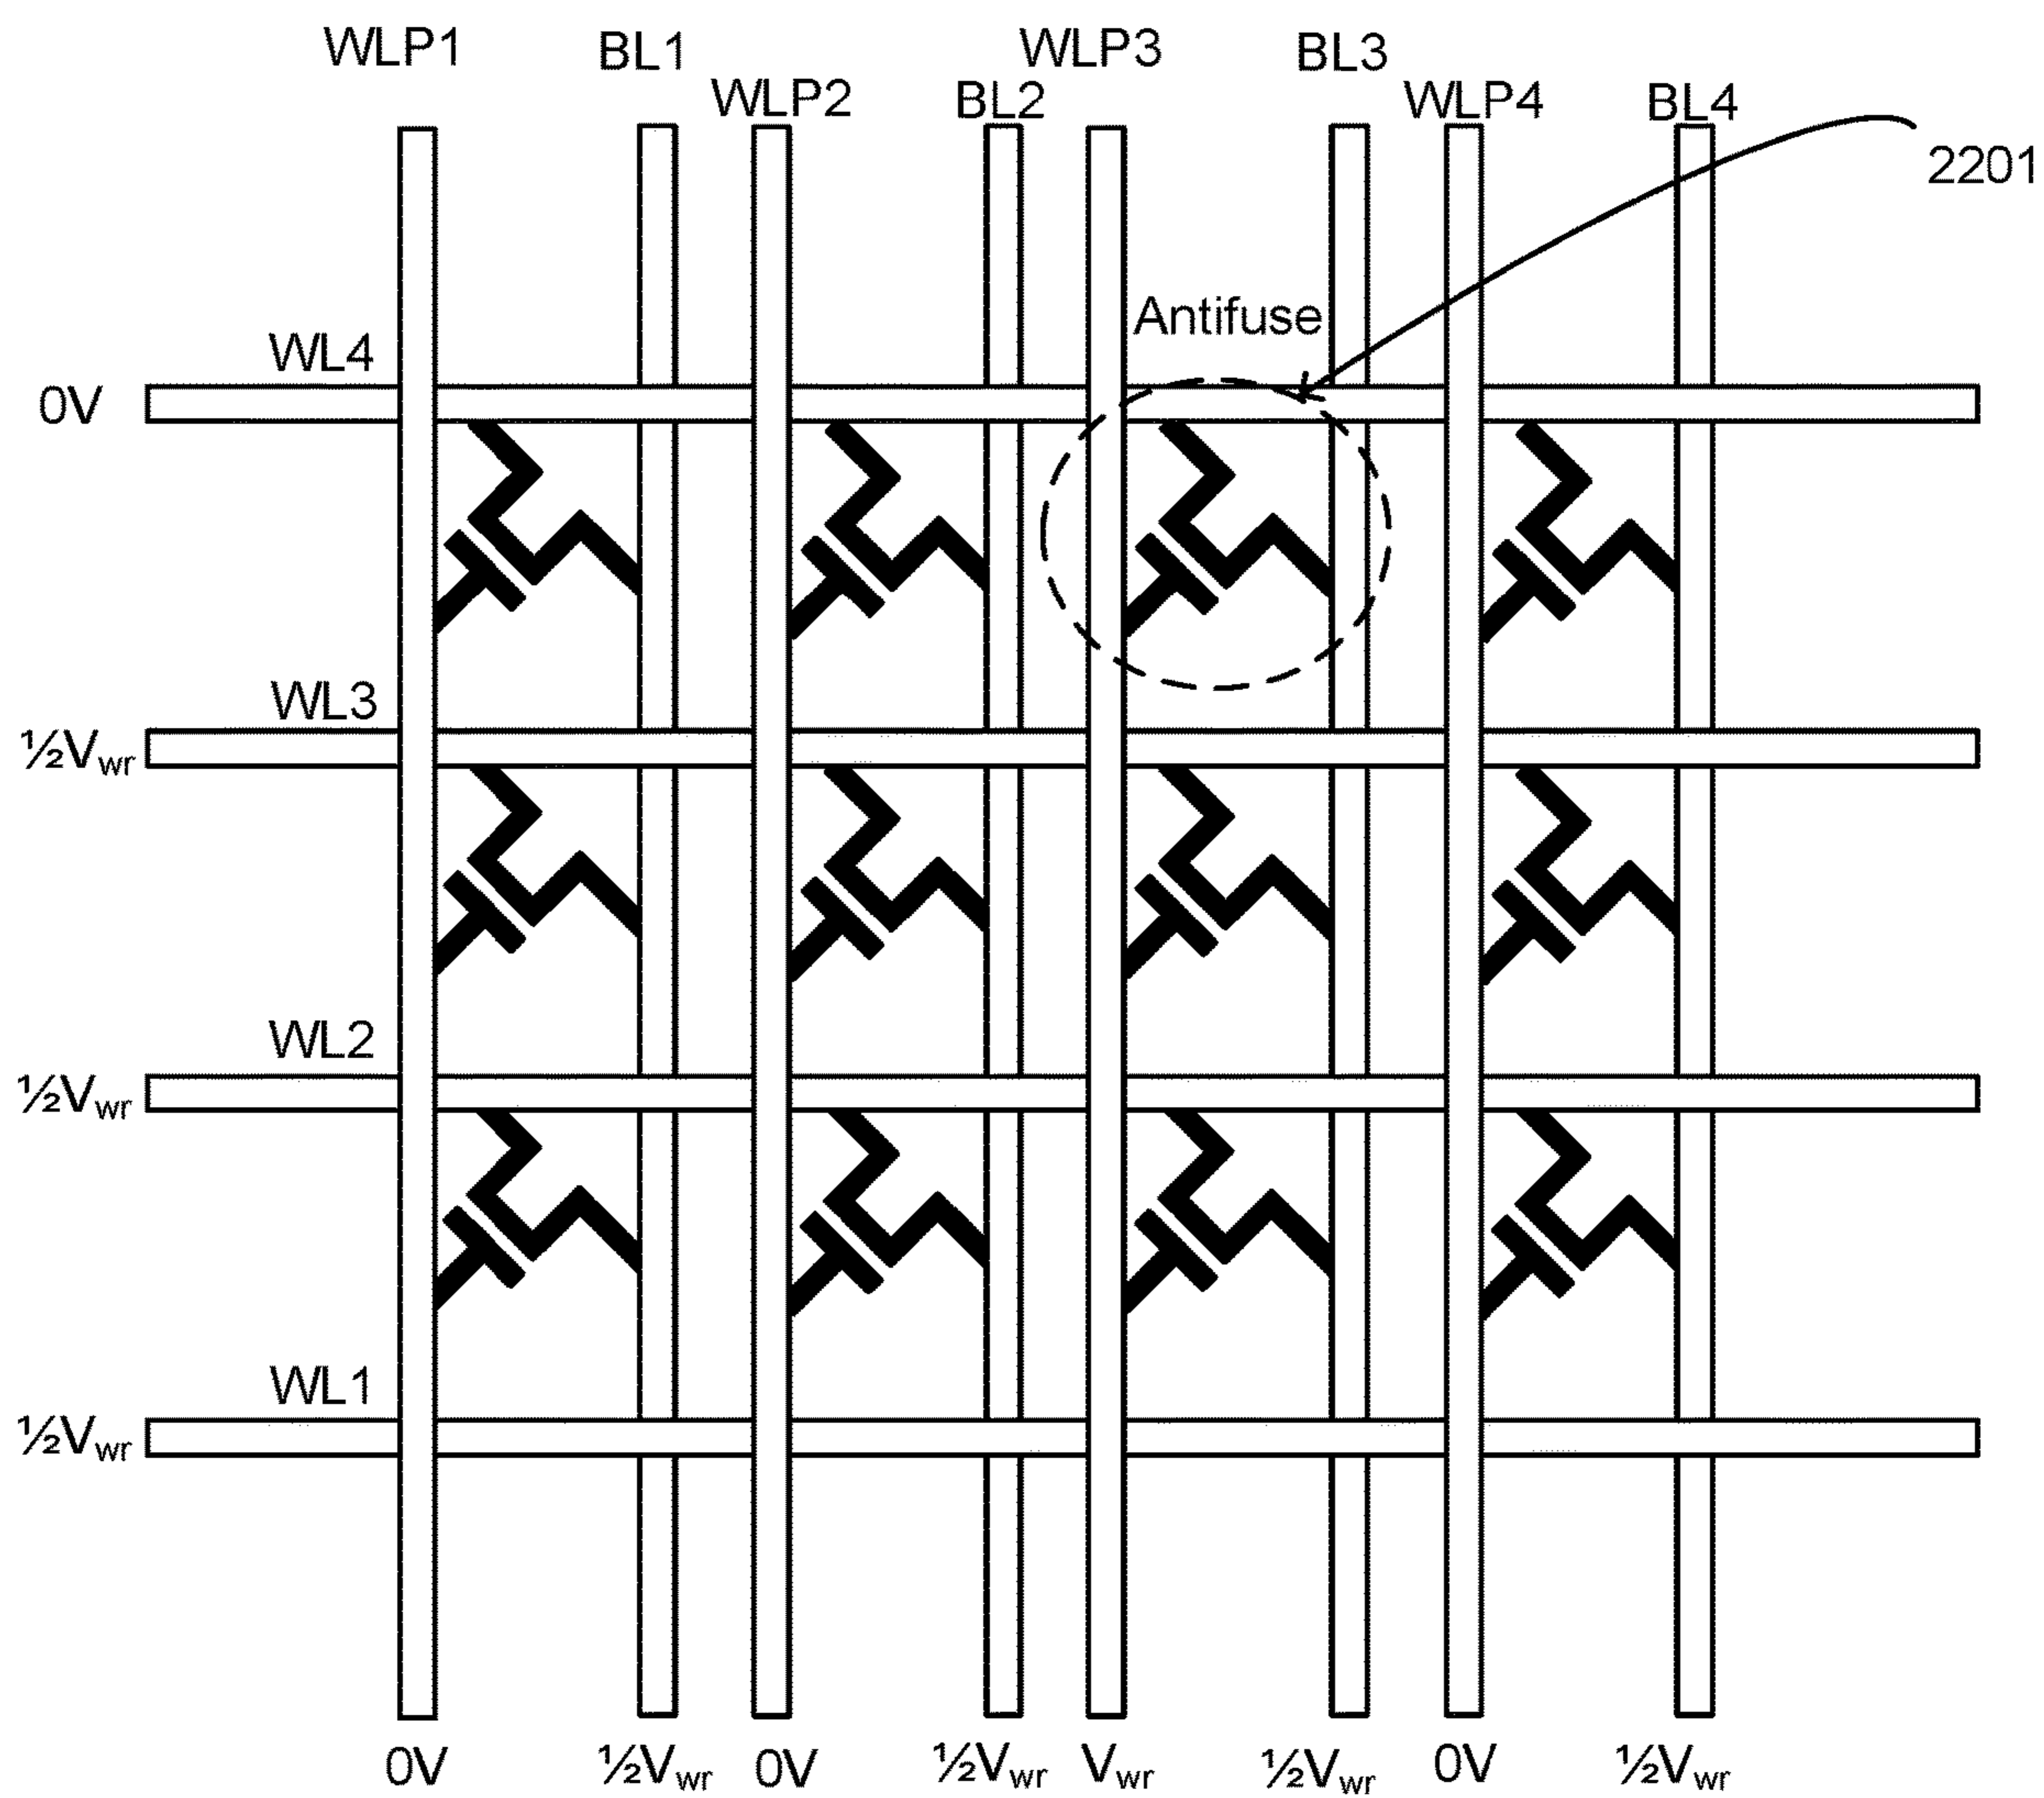 WLP1 BL1 WLP3 BL3
WLP2 BL2 WLP4 BL4
2201
Antifuse
WL4
0V
WL3
½Vwr
WL2
½Vwr
WL1
½Vwr
0V ½Vwr 0V ½Vwr Vwr ½Vwr 0V ½Vwr